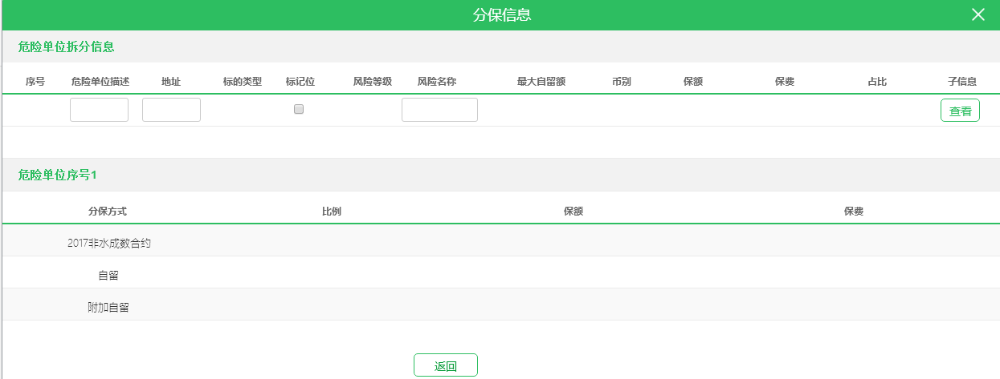 分保信息
危险单位拆分信息
序号 危险单位描述 地址 标的类型 标记位 风险等级 风险名称 最大自留额 币别 保额 保费 占比 子信息
查看
危险单位序号1
分保方式 比例 保额 保费
2017非水成数合约
自留
附加自留
返回